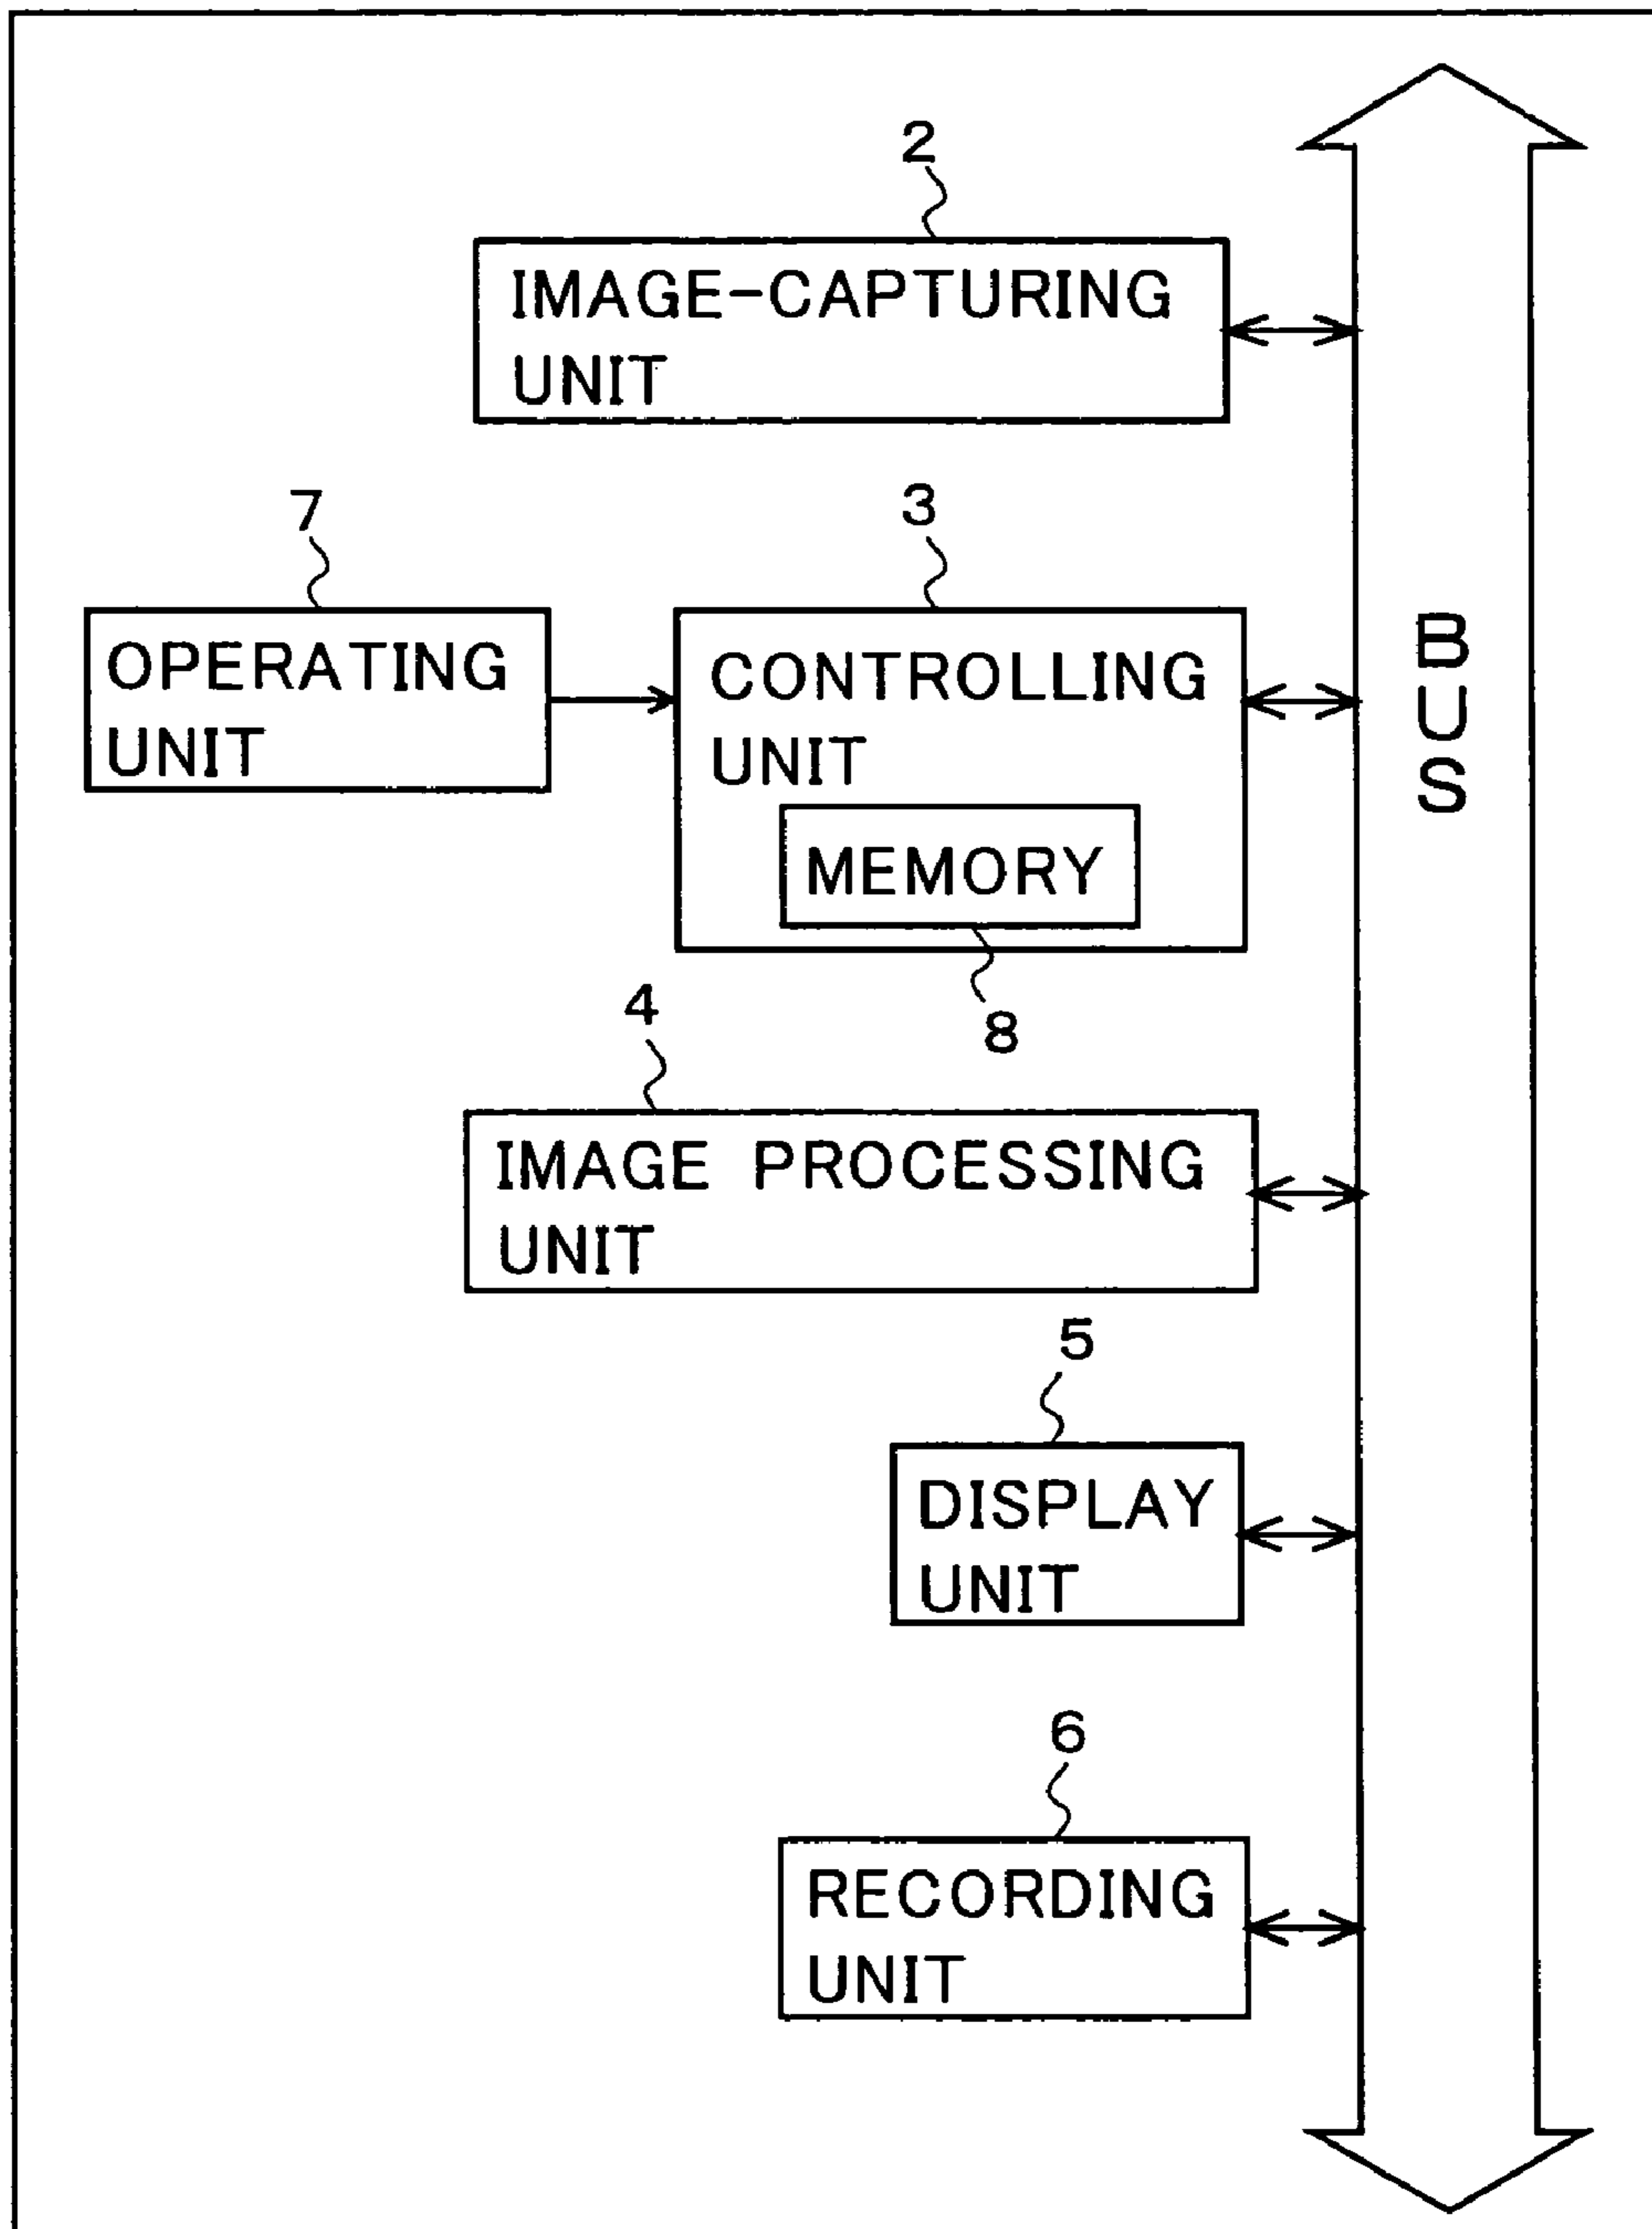 2
IMAGE-CAPTURING
UNIT
7
3
OPERATING
UNIT
CONTROLLING
UNIT
MEMORY
8
BUS
4
IMAGE PROCESSING
UNIT
5
DISPLAY
UNIT
6
RECORDING
UNIT